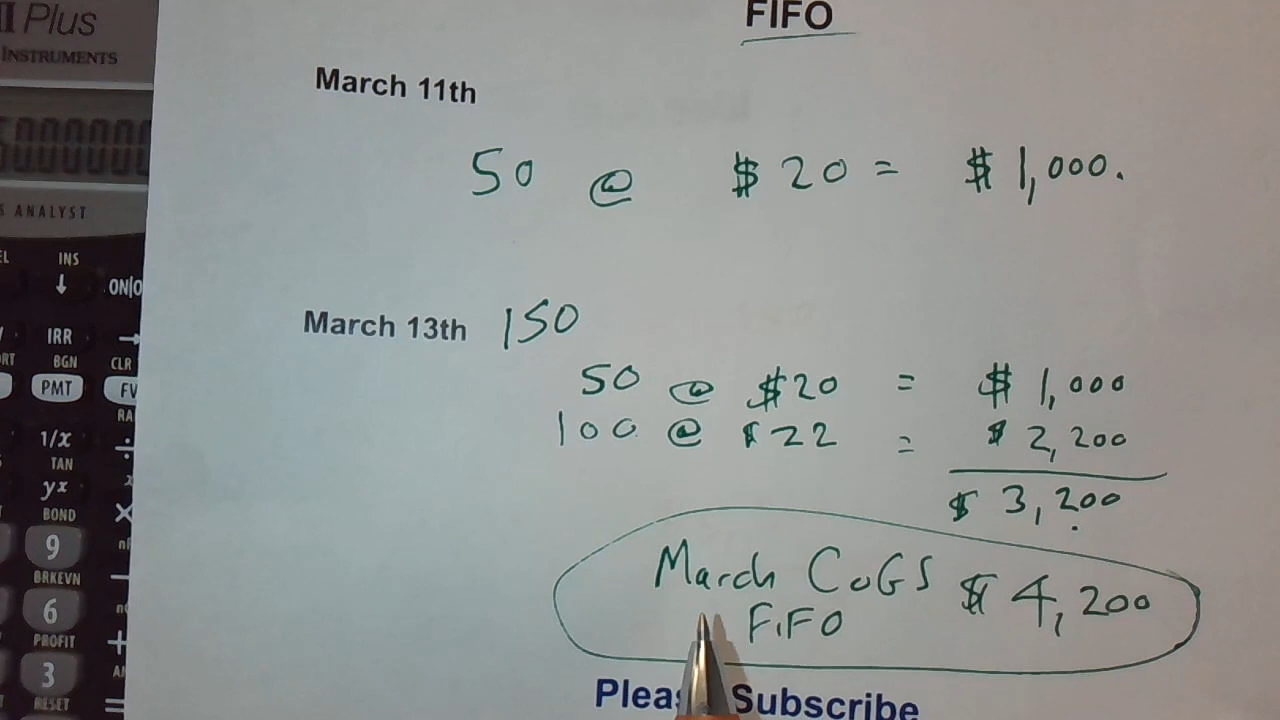 II Plus
INSTRUMENTS
FIFO
March 11th
50 @ $20 = $1,000.
S ANALYST
INS
ON|O
March 13th 150
IRR
BGN
CLR
PMT
FV
50 @ $20 = $1,000
100 @ $22 = $2,200
RA
1/x
÷
TAN
yx
$3,200
BOND
×
9
March CoGS $4,200
FIFO
BRKEVN
−
6
PROFIT
+
3
RESET
=
Subscribe